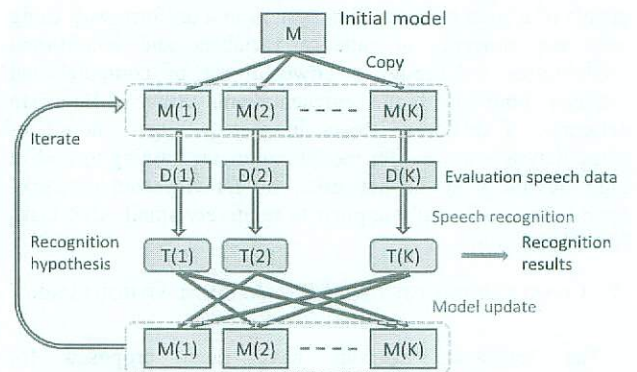 Initial model
M
Copy
M(1) M(2) M(K)
Iterate
D(1) D(2) D(K) Evaluation speech data
Speech recognition
Recognition
hypothesis
T(1) T(2) T(K)
Recognition
results
Model update
M(1) M(2) M(K)